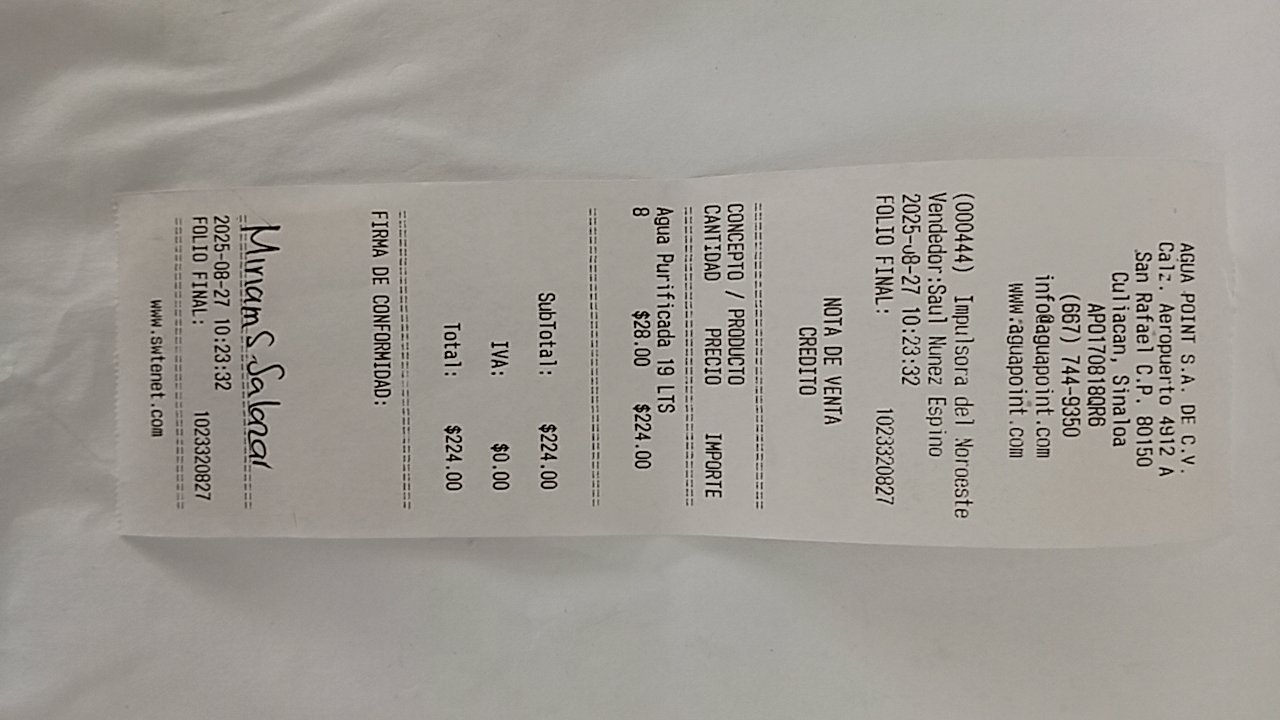 AGUA POINT S.A. DE C.V.
Calz. Aeropuerto 4912 A
San Rafael C.P. 80150
Culiacan, Sinaloa
APO170818QR6
(667) 744-9350
info@aguapoint.com
www.aguapoint.com
(000444) Impulsora del Noroeste
Vendedor:Saul Nunez Espino
2025-08-27 10:23:32
FOLIO FINAL: 1023320827
NOTA DE VENTA
CREDITO
CONCEPTO / PRODUCTO
CANTIDAD PRECIO IMPORTE
Agua Purificada 19 LTS
8 $28.00 $224.00
SubTotal: $224.00
IVA: $0.00
Total: $224.00
FIRMA DE CONFORMIDAD:
Miriam S. Salazar
2025-08-27 10:23:32
FOLIO FINAL: 1023320827
www.swtenet.com